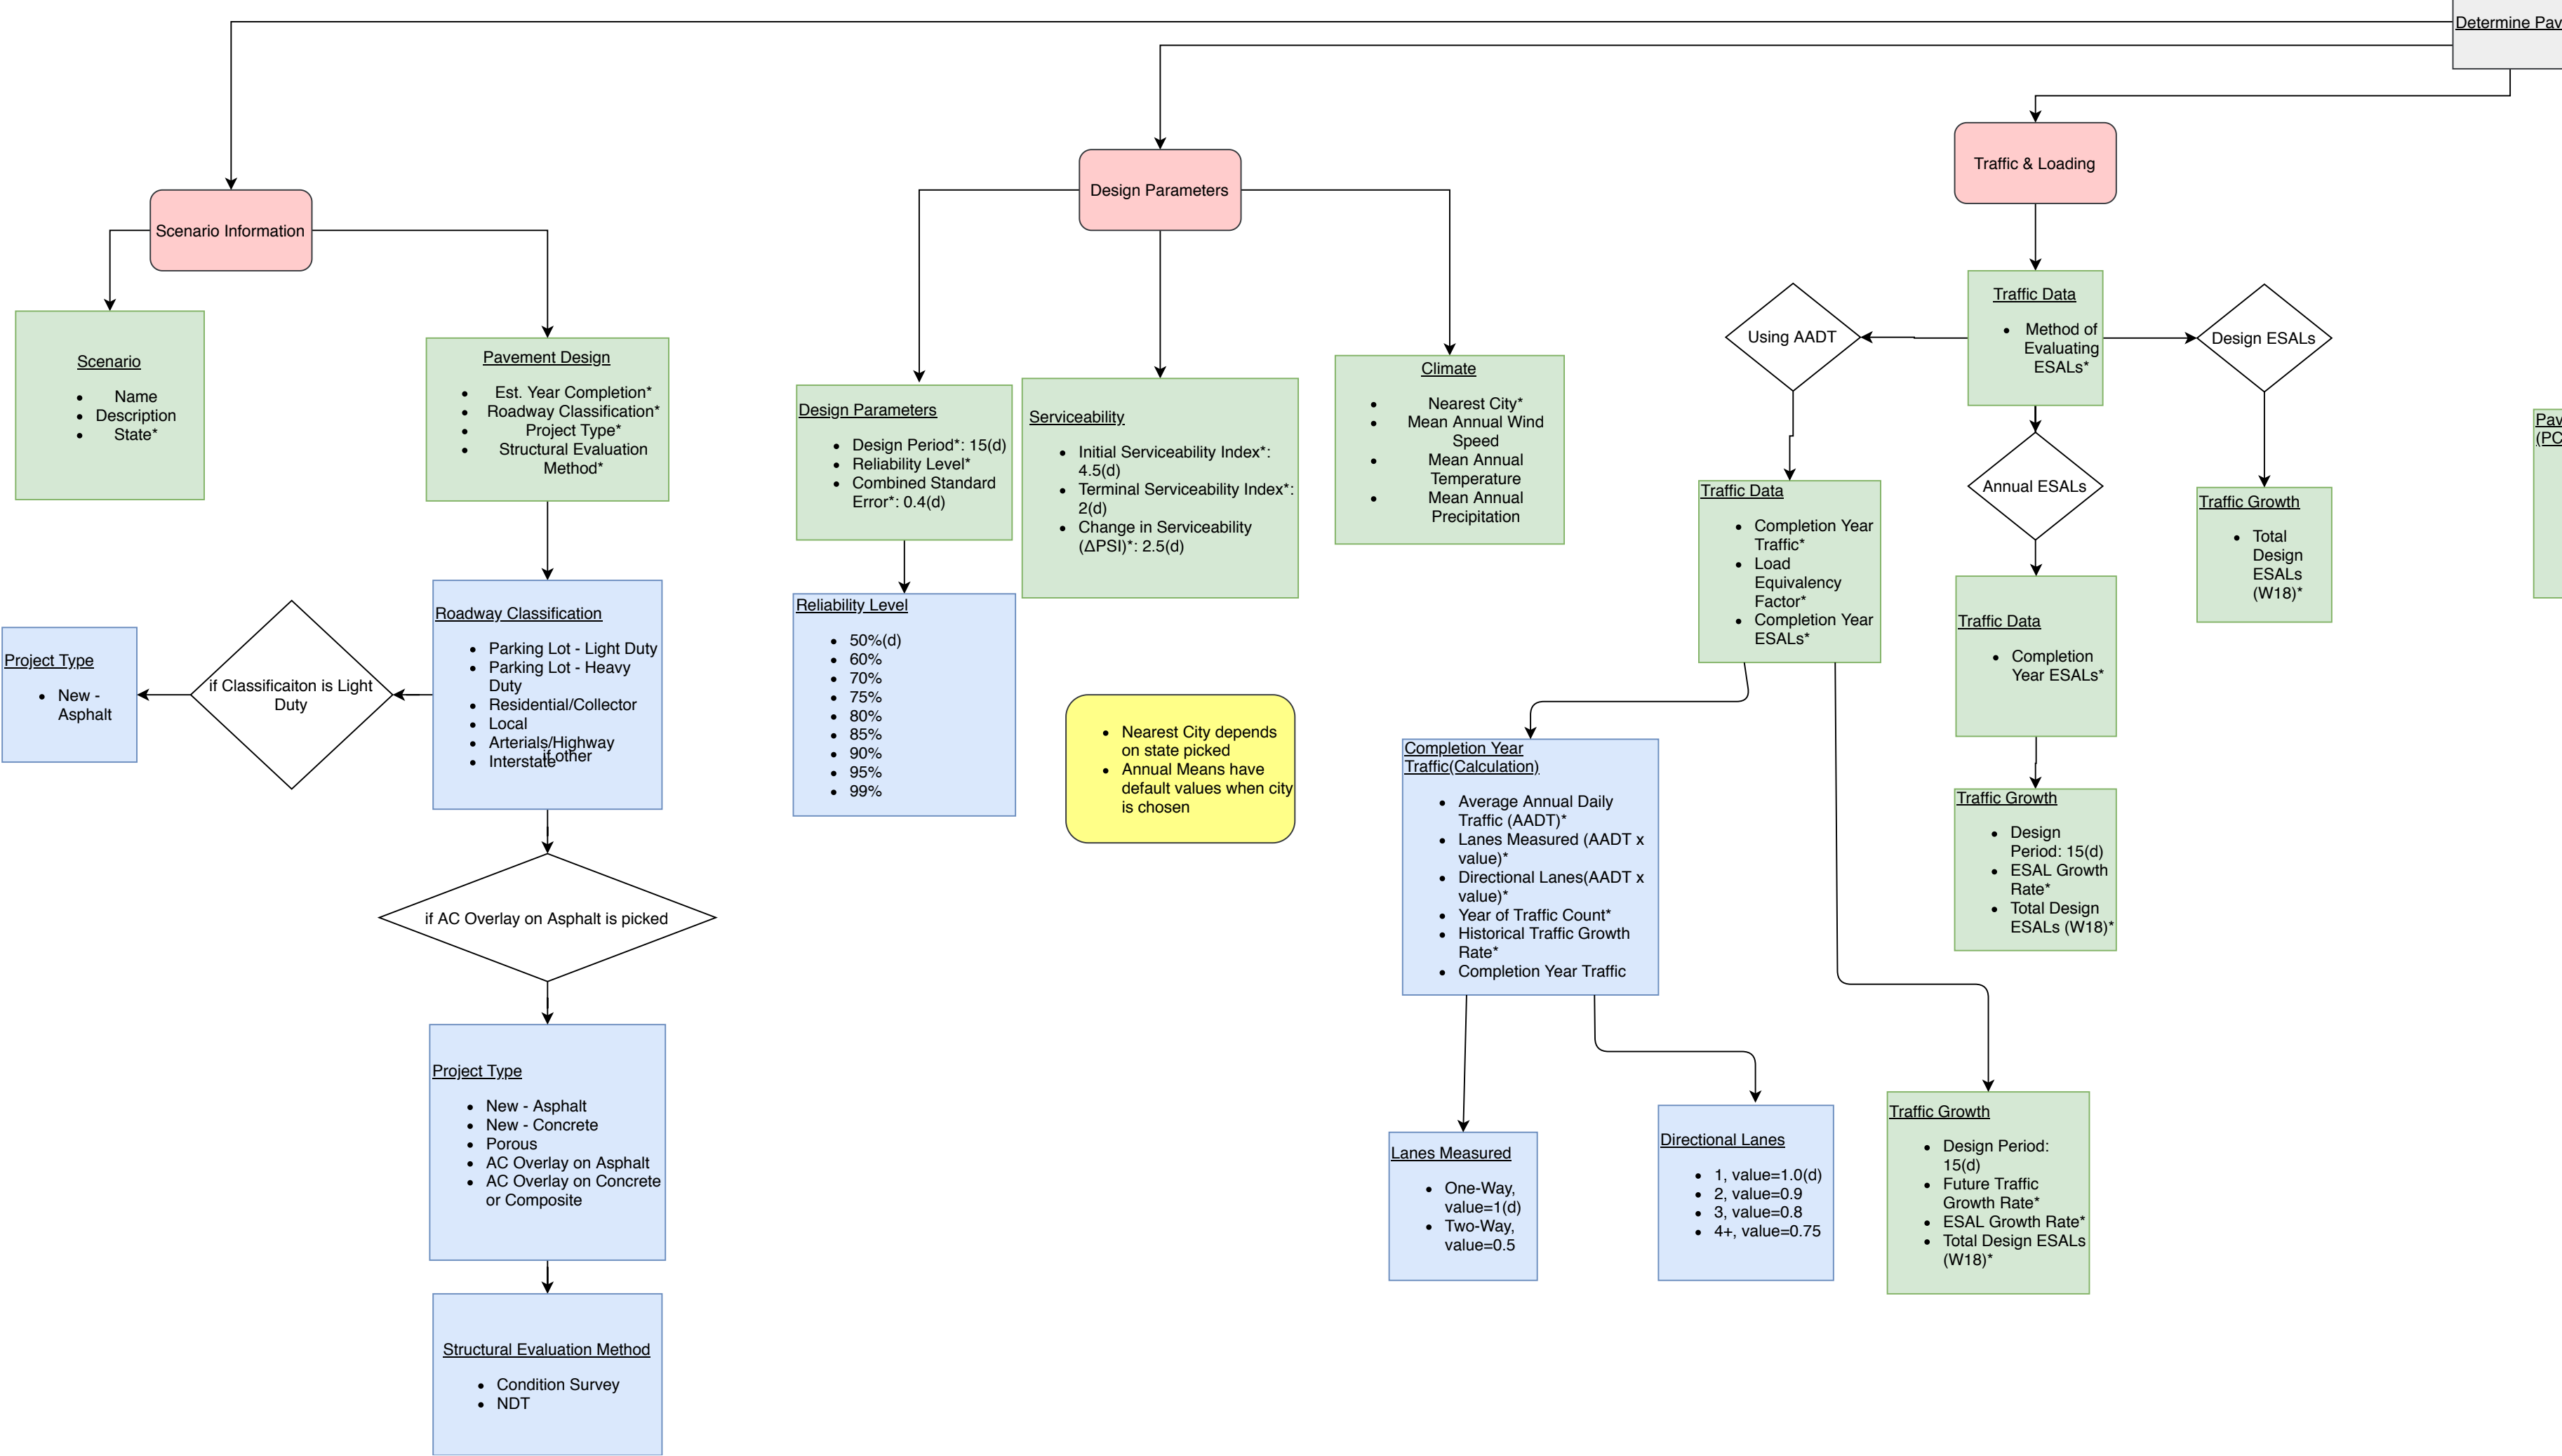 Determine Pav
Scenario Information
Scenario
Name
Description
State*
Pavement Design
Est. Year Completion*
Roadway Classification*
Project Type*
Structural Evaluation
Method*
Roadway Classification
Parking Lot - Light Duty
Parking Lot - Heavy
Duty
Residential/Collector
Local
Arterials/Highway
Interstate
if other
if Classificaiton is Light
Duty
Project Type
New -
Asphalt
if AC Overlay on Asphalt is picked
Project Type
New - Asphalt
New - Concrete
Porous
AC Overlay on Asphalt
AC Overlay on Concrete
or Composite
Structural Evaluation Method
Condition Survey
NDT
Design Parameters
Design Parameters
Design Period*: 15(d)
Reliability Level*
Combined Standard
Error*: 0.4(d)
Reliability Level
50%(d)
60%
70%
75%
80%
85%
90%
95%
99%
Serviceability
Initial Serviceability Index*:
4.5(d)
Terminal Serviceability Index*:
2(d)
Change in Serviceability
(ΔPSI)*: 2.5(d)
Climate
Nearest City*
Mean Annual Wind
Speed
Mean Annual
Temperature
Mean Annual
Precipitation
Nearest City depends
on state picked
Annual Means have
default values when city
is chosen
Traffic & Loading
Traffic Data
Method of
Evaluating
ESALs*
Using AADT
Traffic Data
Completion Year
Traffic*
Load
Equivalency
Factor*
Completion Year
ESALs*
Completion Year
Traffic(Calculation)
Average Annual Daily
Traffic (AADT)*
Lanes Measured (AADT x
value)*
Directional Lanes(AADT x
value)*
Year of Traffic Count*
Historical Traffic Growth
Rate*
Completion Year Traffic
Lanes Measured
One-Way,
value=1(d)
Two-Way,
value=0.5
Directional Lanes
1, value=1.0(d)
2, value=0.9
3, value=0.8
4+, value=0.75
Traffic Growth
Design Period:
15(d)
Future Traffic
Growth Rate*
ESAL Growth Rate*
Total Design ESALs
(W18)*
Annual ESALs
Traffic Data
Completion
Year ESALs*
Traffic Growth
Design
Period: 15(d)
ESAL Growth
Rate*
Total Design
ESALs (W18)*
Design ESALs
Traffic Growth
Total
Design
ESALs
(W18)*
Pav
(PC